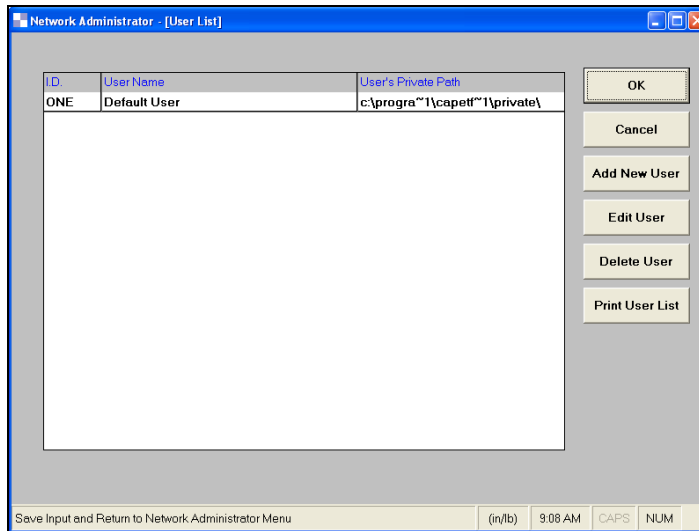 Network Administrator - [User List]
I.D. User Name User's Private Path
ONE Default User c:\progra~1\capetf~1\private\
OK
Cancel
Add New User
Edit User
Delete User
Print User List
Save Input and Return to Network Administrator Menu (in/lb) 9:08 AM CAPS NUM